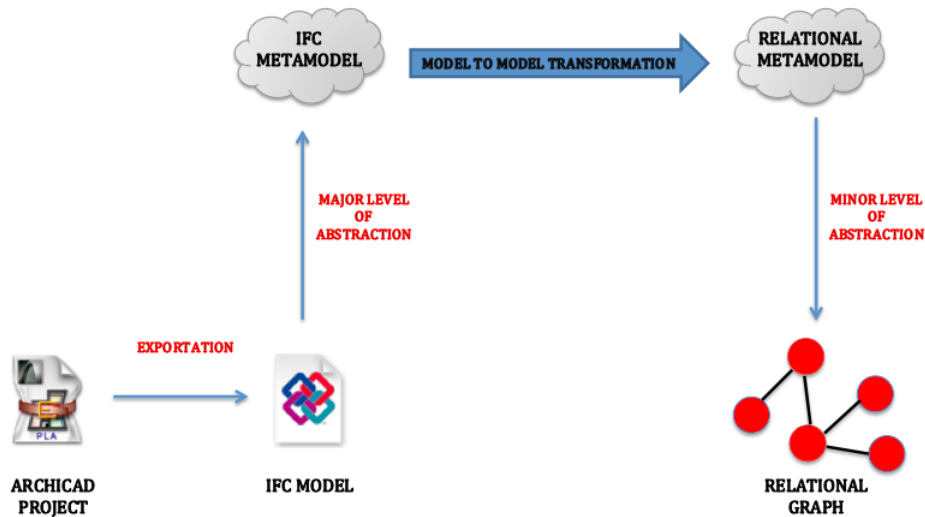 IFC
METAMODEL
MODEL TO MODEL TRANSFORMATION
RELATIONAL
METAMODEL
MAJOR LEVEL
OF
ABSTRACTION
MINOR LEVEL
OF
ABSTRACTION
EXPORTATION
PLA
ARCHICAD
PROJECT
IFC MODEL
RELATIONAL
GRAPH